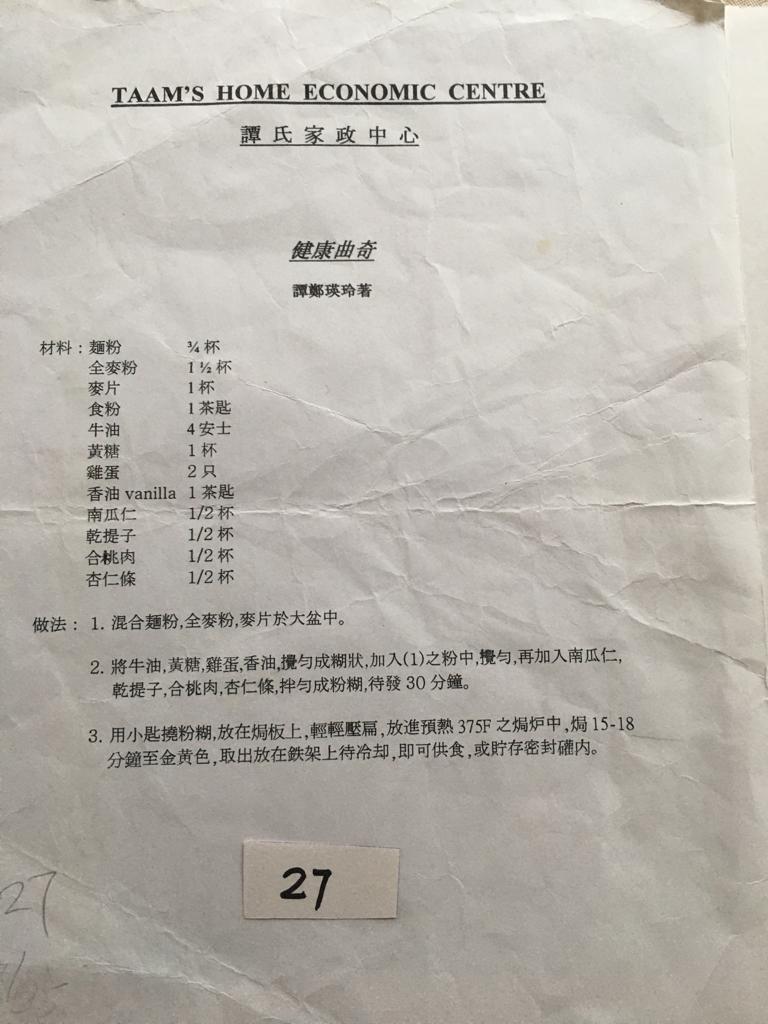 TAAM'S HOME ECONOMIC CENTRE
譚氏家政中心
健康曲奇
譚鄭瑛玲著
材料：麵粉 ¾ 杯
全麥粉 1 ½ 杯
麥片 1 杯
食粉 1 茶匙
牛油 4 安士
黃糖 1 杯
雞蛋 2 只
香油 vanilla 1 茶匙
南瓜仁 1/2 杯
乾提子 1/2 杯
合桃肉 1/2 杯
杏仁條 1/2 杯
做法： 1. 混合麵粉,全麥粉,麥片於大盆中。
2. 將牛油,黃糖,雞蛋,香油,攪勻成糊狀,加入(1)之粉中,攪勻,再加入南瓜仁,
乾提子,合桃肉,杏仁條,拌勻成粉糊,待發 30 分鐘。
3. 用小匙撓粉糊,放在焗板上,輕輕壓扁,放進預熱 375F 之焗炉中,焗 15-18
分鐘至金黃色,取出放在鉄架上待冷却,即可供食,或貯存密封礶內。
27
27